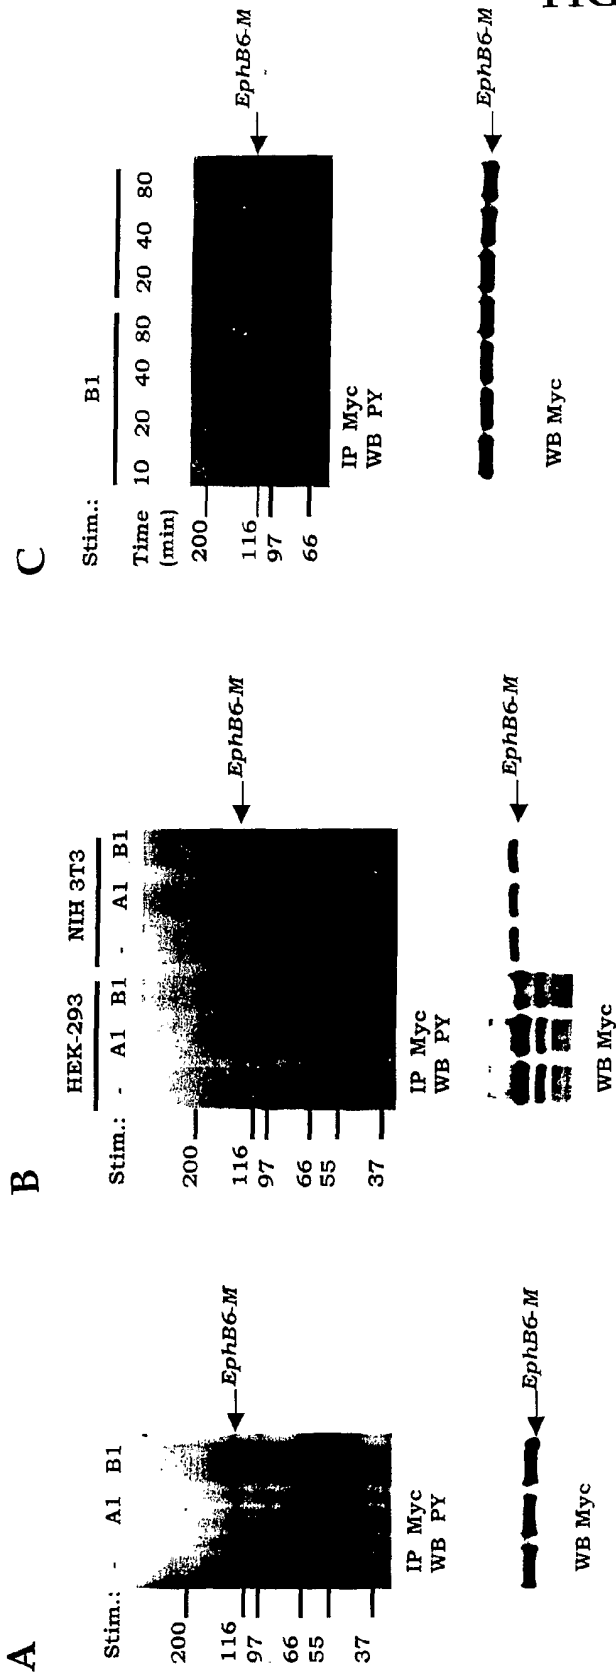 A
Stim.: - A1 B1
200
116
97
66
55
37
EphB6-M
IP Myc
WB PY
EphB6-M
WB Myc
B
HEK-293 NIH 3T3
Stim.: - A1 B1 - A1 B1
200
116
97
66
55
37
EphB6-M
IP Myc
WB PY
EphB6-M
WB Myc
C
Stim.: B1
Time 10 20 40 80 20 40 80
(min)
200
116
97
66
EphB6-M
IP Myc
WB PY
EphB6-M
WB Myc